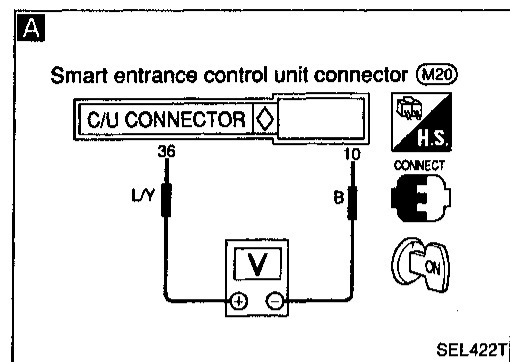 A
Smart entrance control unit connector (M20)
C/U CONNECTOR
H.S.
36 10
CONNECT
L/Y B
V
ON
+ −
SEL422T